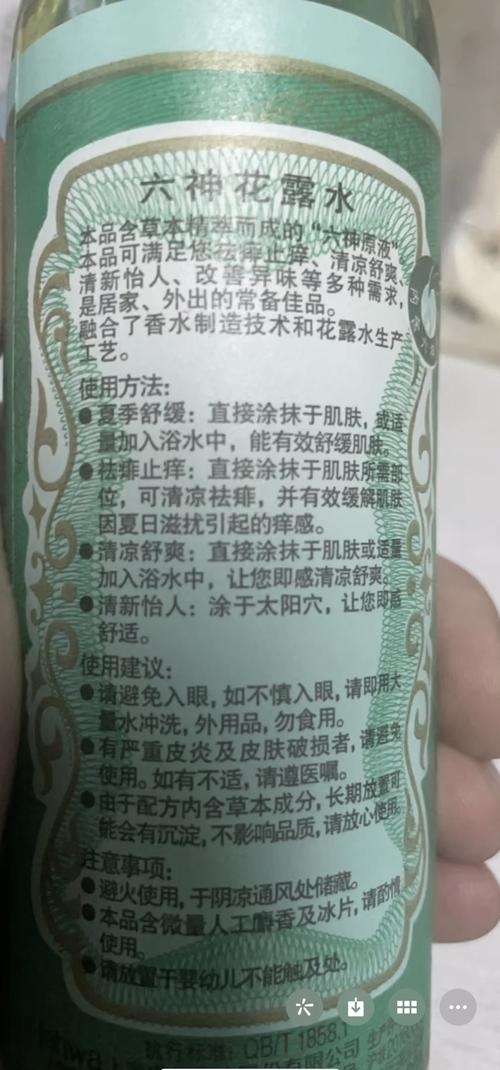 六神花露水
本品含草本精萃而成的“六神原液”
本品可满足您祛痱止痒、清凉舒爽、
清新怡人、改善异味等多种需求,
是居家、外出的常备佳品。
融合了香水制造技术和花露水生产
工艺。
使用方法:
●夏季舒缓: 直接涂抹于肌肤, 或适
量加入浴水中, 能有效舒缓肌肤。
●祛痱止痒: 直接涂抹于肌肤所需部
位, 可清凉祛痱, 并有效缓解肌肤
因夏日滋扰引起的痒感。
●清凉舒爽: 直接涂抹于肌肤或适量
加入浴水中, 让您即感清凉舒爽。
●清新怡人: 涂于太阳穴, 让您即感
舒适。
使用建议:
●请避免入眼, 如不慎入眼, 请即用大
量水冲洗, 外用品, 勿食用。
●有严重皮炎及皮肤破损者, 请避免
使用。如有不适, 请遵医嘱。
●由于配方内含草本成分, 长期放置可
能会有沉淀, 不影响品质, 请放心使用。
注意事项:
●避火使用, 于阴凉通风处储藏。
●本品含微量人工麝香及冰片, 请酌情
使用。
●请放置于婴幼儿不能触及处。
执行标准: QB/T 1858.1
有限公司